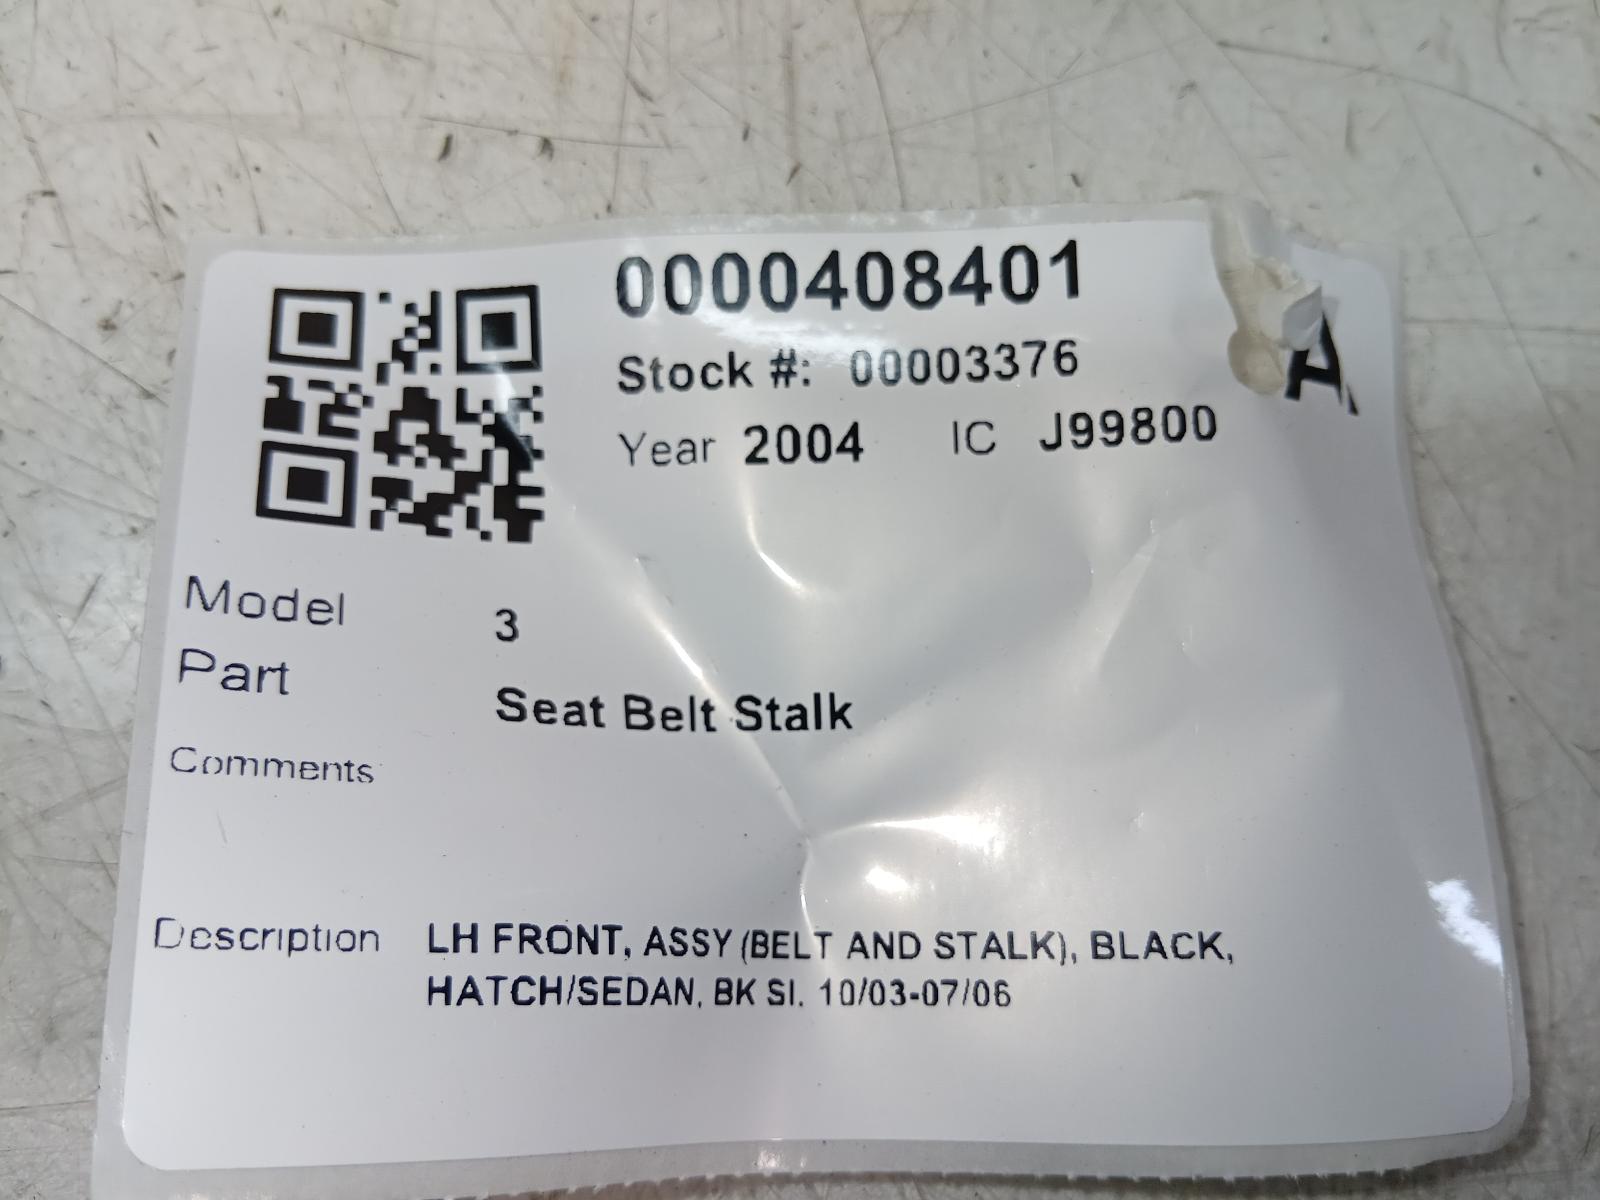 0000408401
Stock #: 00003376
A
Year 2004 IC J99800
Model 3
Part Seat Belt Stalk
Comments
Description LH FRONT, ASSY (BELT AND STALK), BLACK,
HATCH/SEDAN, BK SI. 10/03-07/06